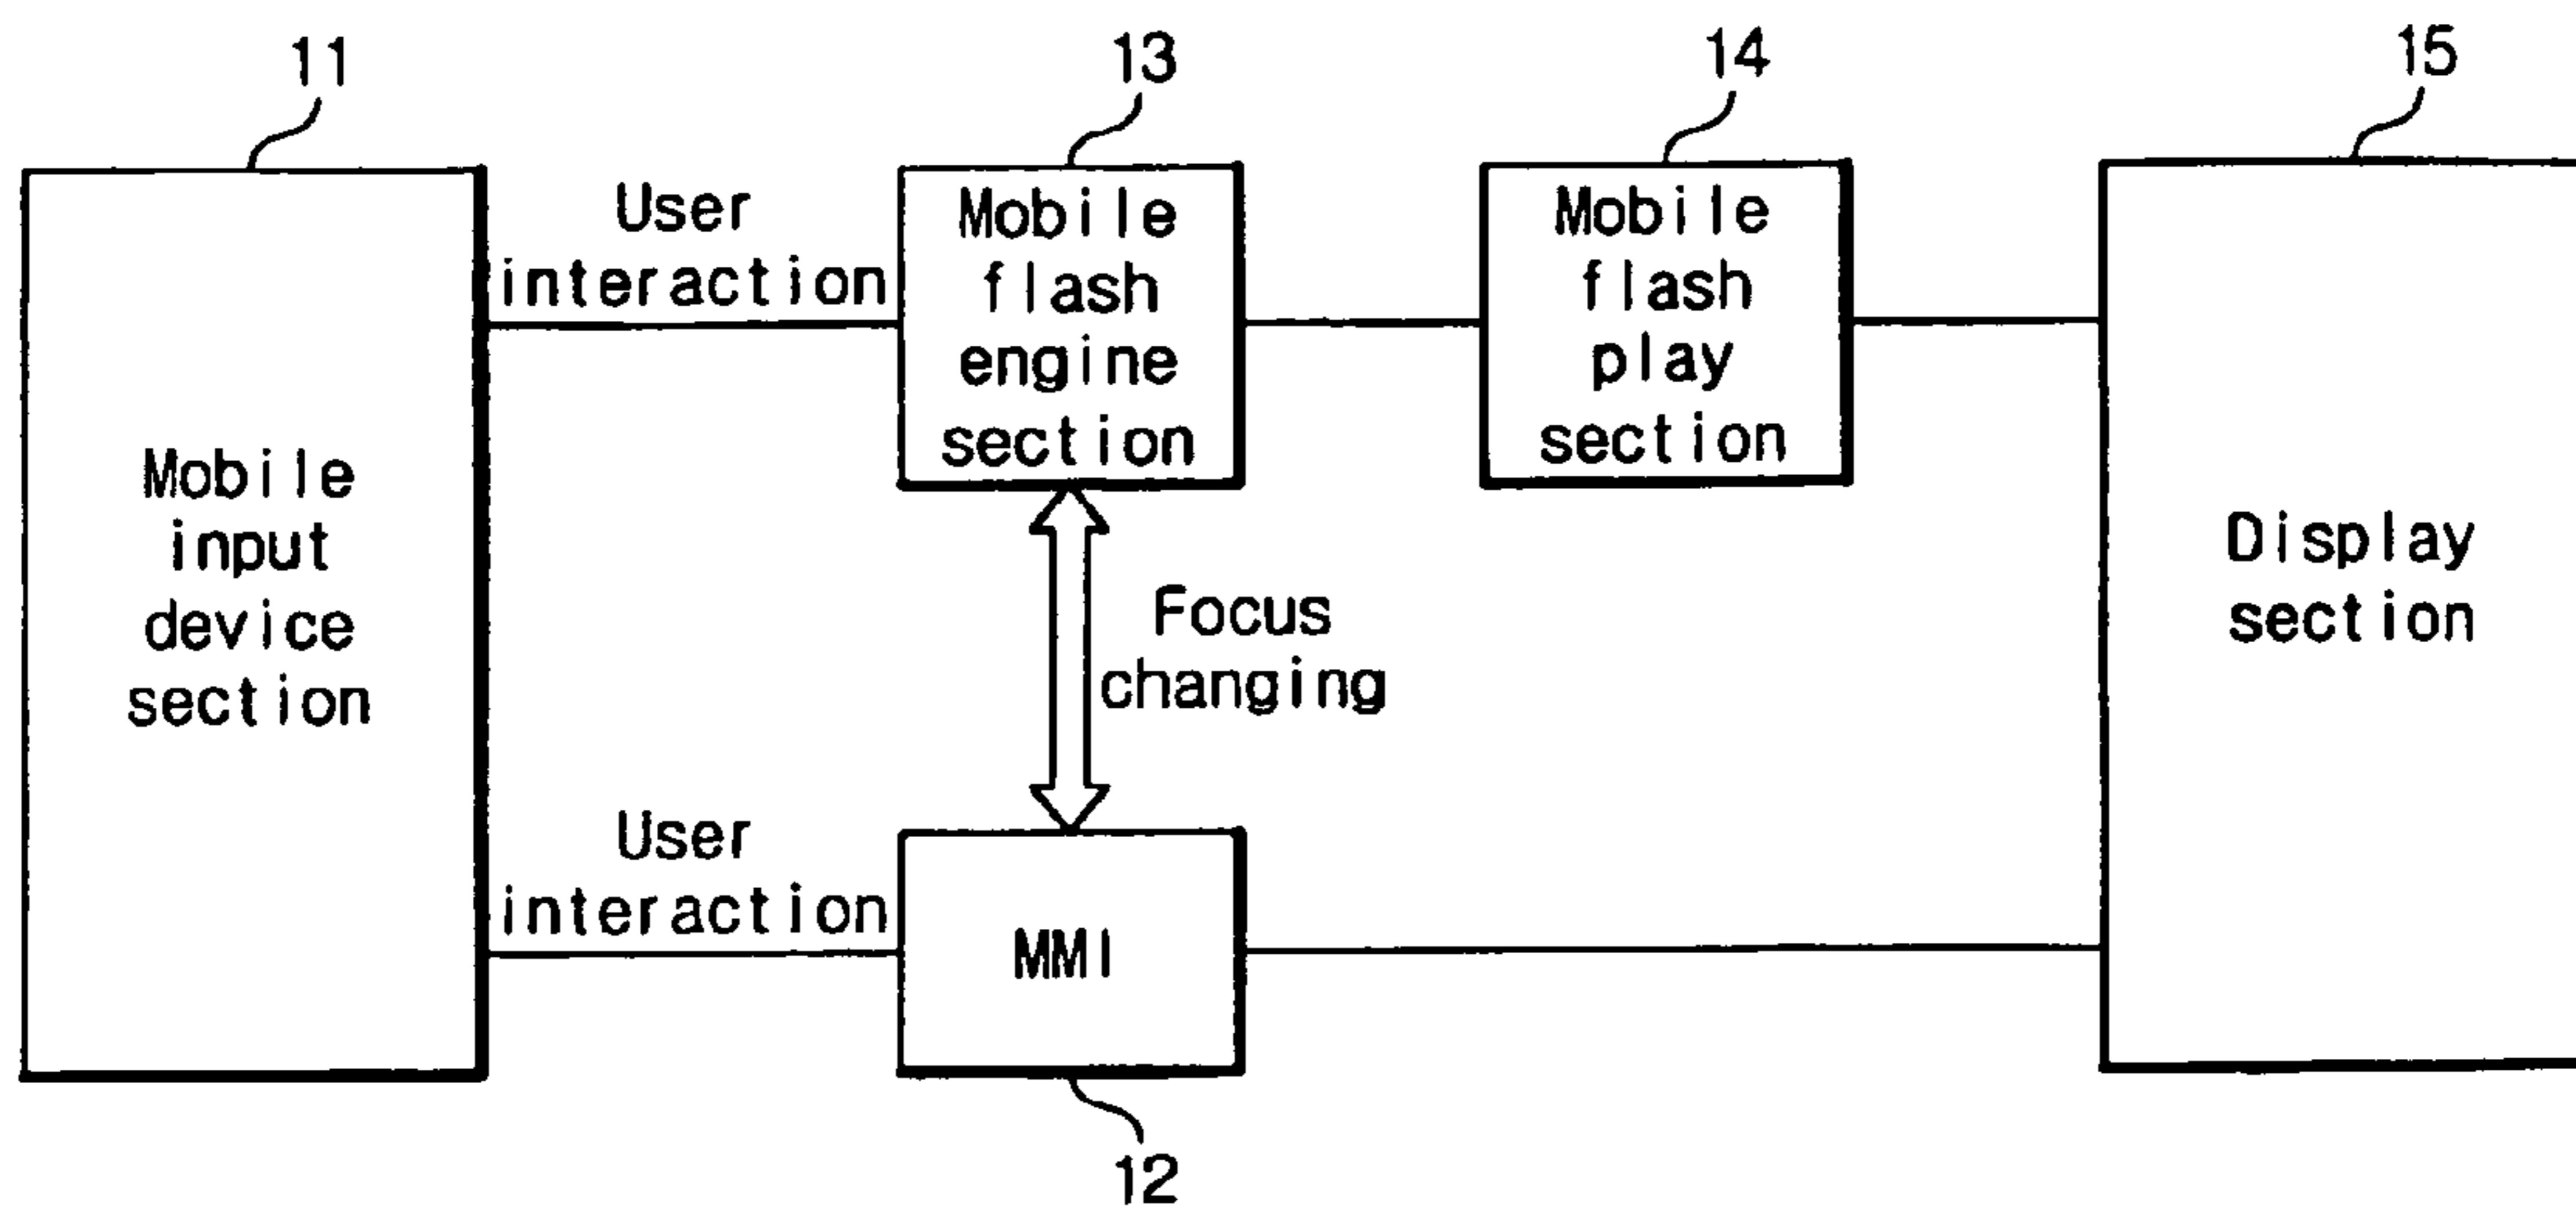 11
13
14
15
Mobile
input
device
section
User
interaction
Mobile
flash
engine
section
Mobile
flash
play
section
Display
section
Focus
changing
User
interaction
MMI
12